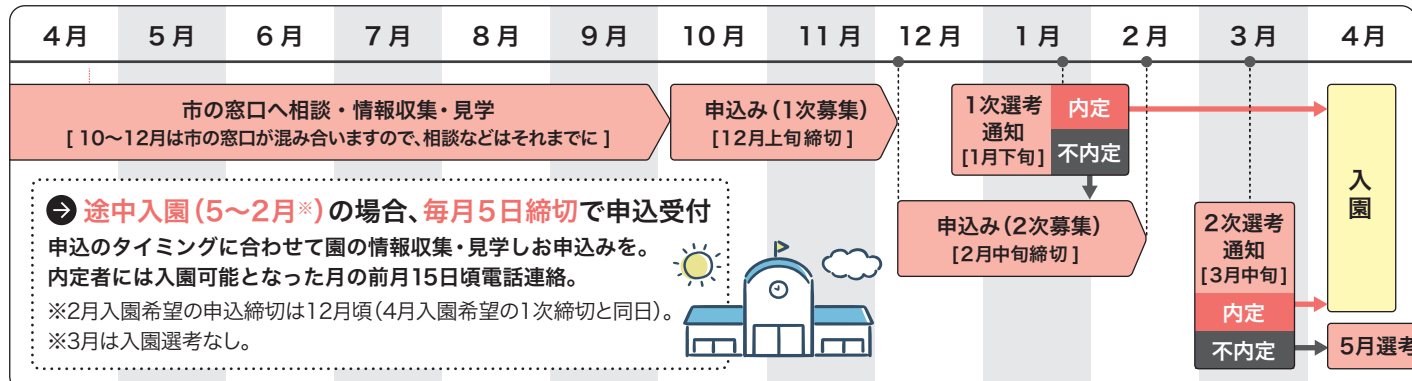 4月 5月 6月 7月 8月 9月 10月 11月 12月 1月 2月 3月 4月
市の窓口へ相談・情報収集・見学
[ 10〜12月は市の窓口が混み合いますので、相談などはそれまでに ]
申込み(1次募集)
[12月上旬締切]
1次選考
通知
[1月下旬]
内定
不内定
申込み(2次募集)
[2月中旬締切]
2次選考
通知
[3月中旬]
内定
不内定
入園
5月選考
途中入園(5〜2月※)の場合、毎月5日締切で申込受付
申込のタイミングに合わせて園の情報収集・見学しお申込みを。
内定者には入園可能となった月の前月15日頃電話連絡。
※2月入園希望の申込締切は12月頃(4月入園希望の1次締切と同日)。
※3月は入園選考なし。